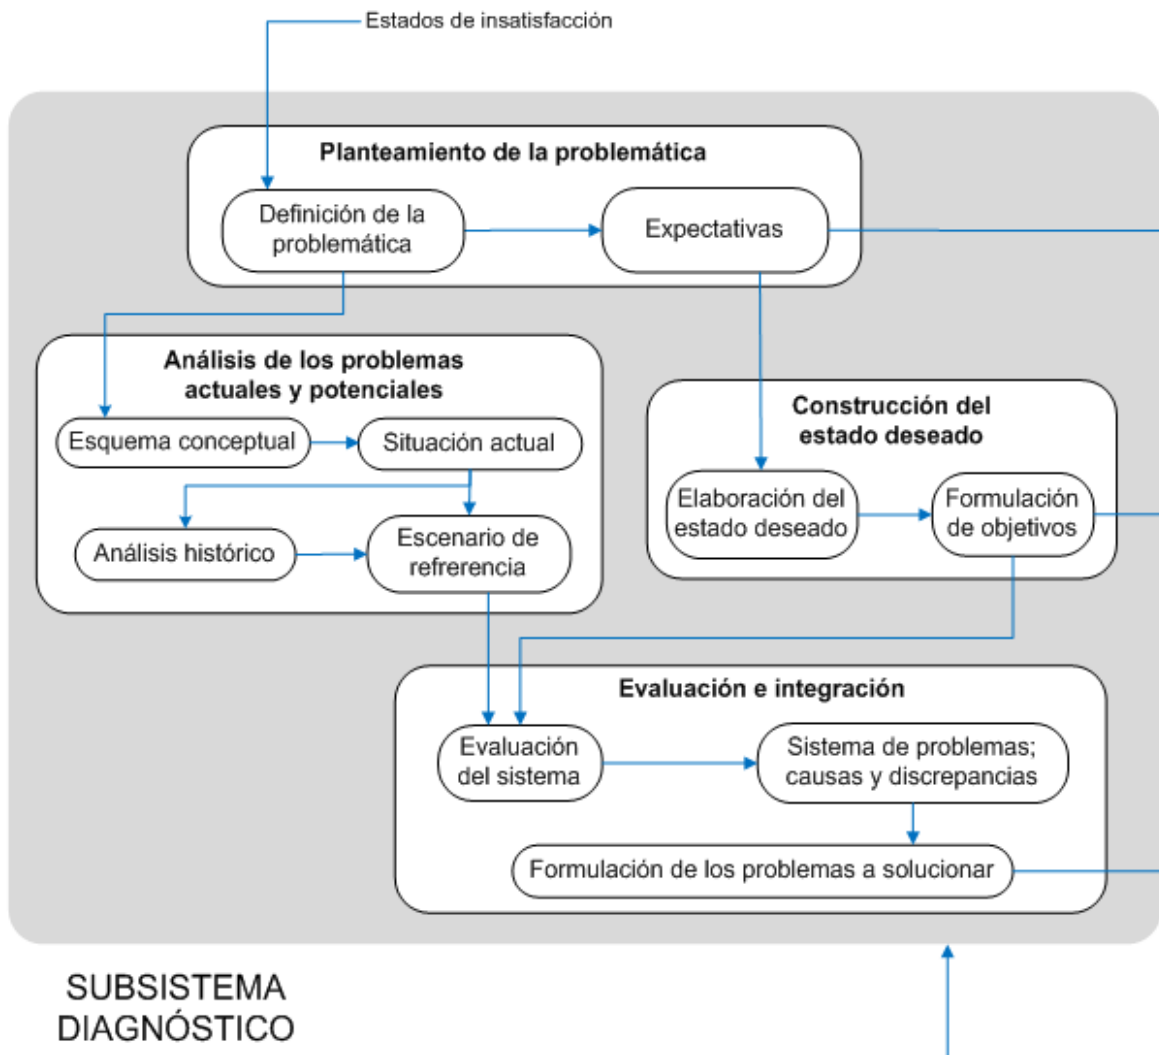 Estados de insatisfacción
Planteamiento de la problemática
Definición de la
problemática
Expectativas
Análisis de los problemas
actuales y potenciales
Esquema conceptual
Situación actual
Análisis histórico
Escenario de
refrerencia
Construcción del
estado deseado
Elaboración del
estado deseado
Formulación
de objetivos
Evaluación e integración
Evaluación
del sistema
Sistema de problemas;
causas y discrepancias
Formulación de los problemas a solucionar
SUBSISTEMA
DIAGNÓSTICO